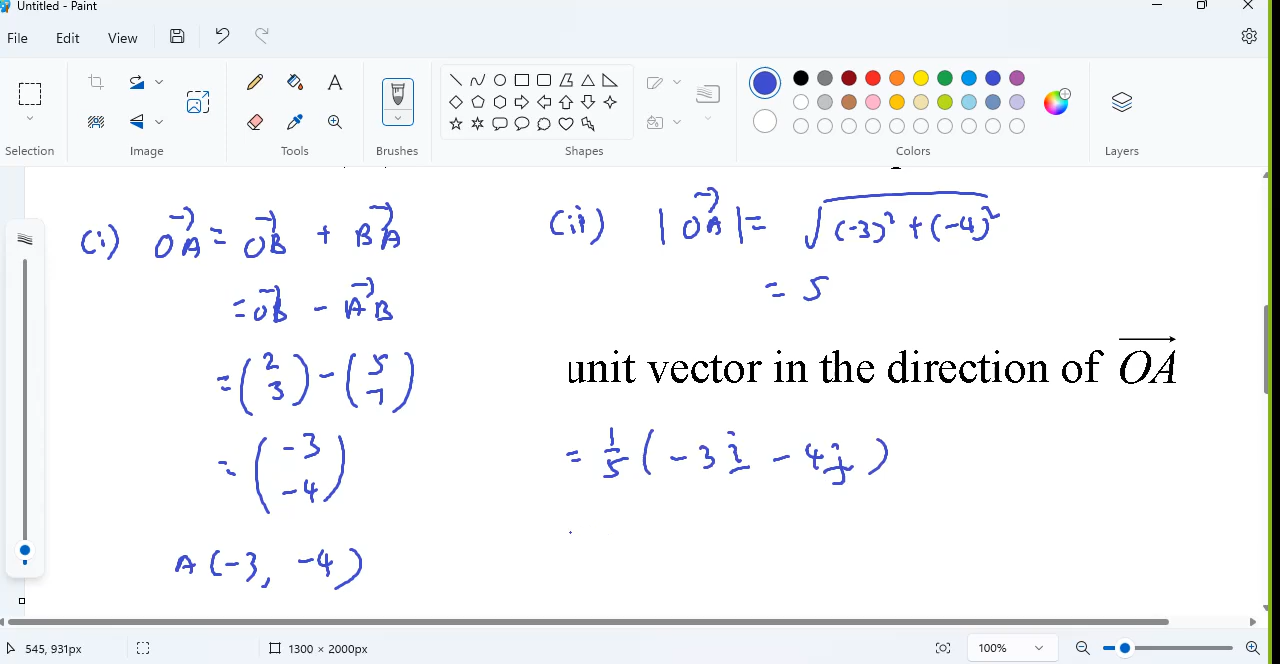 Untitled - Paint
File Edit View
Selection Image Tools Brushes Shapes Colors Layers
(i) OA→ = OB→ + BA→
= OB→ - AB→
= (2 3) - (5 7)
= (-3 -4)
A(-3, -4)
(ii) |OA→| = √((-3)² + (-4)²)
= 5
unit vector in the direction of OA→
= 1/5 (-3i - 4j)
545, 931px 1300 × 2000px 100%